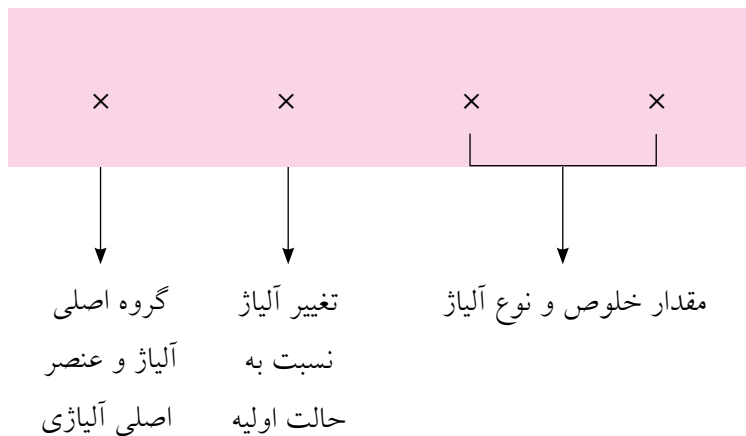 × × × ×
مقدار خلوص و نوع آلیاژ
تغییر آلیاژ
نسبت به
حالت اولیه
گروه اصلی
آلیاژ و عنصر
اصلی آلیاژی